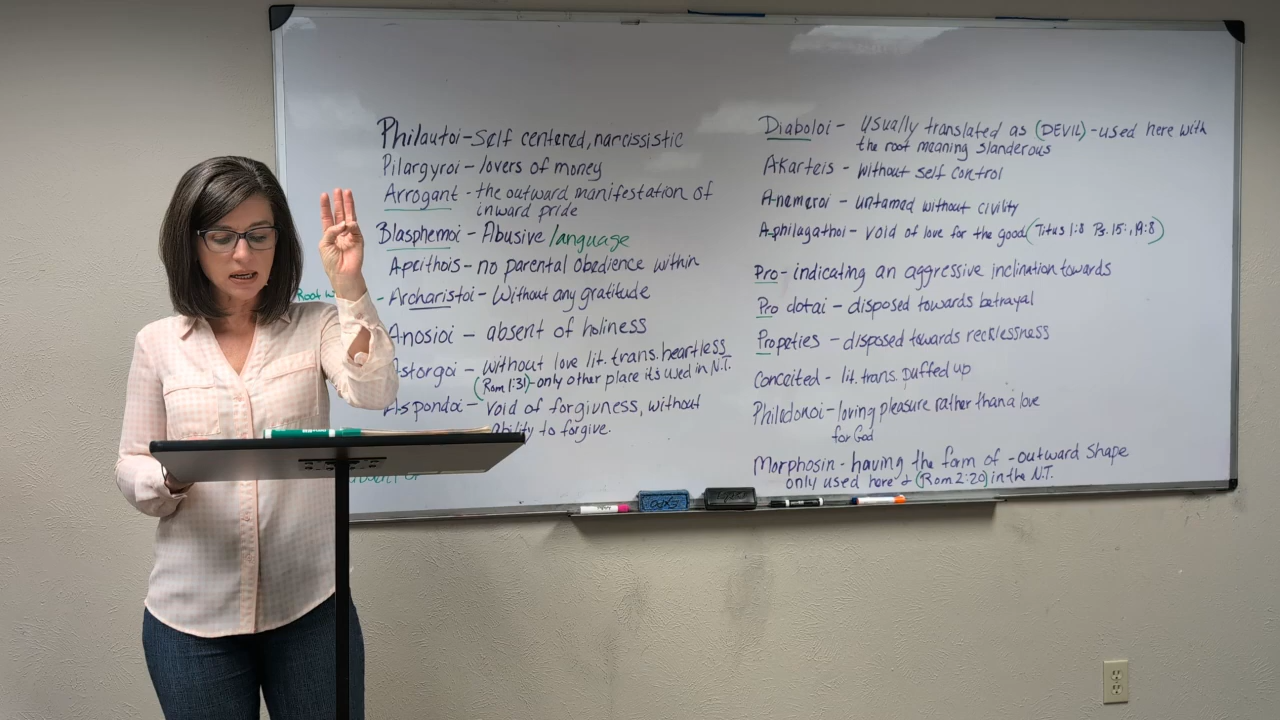 Philautoi - self centered, narcissistic
Pilargyroi - lovers of money
Arrogant - the outward manifestation of
inward pride
Blasphemoi - Abusive language
Apeithois - no parental obedience within
Root
- Archaristoi - Without any gratitude
Anosioi - absent of holiness
Astorgoi - without love lit. trans. heartless
(Rom 1:31) - only other place its used in N.T.
Aspondoi - void of forgivness, without
ability to forgive.
Diaboloi - usually translated as (DEVIL) - used here with
the root meaning slanderous
Akarteis - without self control
Anemeroi - untamed without civility
Aphilagathoi - void of love for the good (Titus 1:8 Ps. 15:, 19:8)
Pro - indicating an aggressive inclination towards
Pro dotai - disposed towards betrayal
Propeties - disposed towards recklessness
Conceited - lit. trans. puffed up
Philedonoi - loving pleasure rather than a love
for God
Morphosin - having the form of - outward shape
only used here & (Rom 2:20) in the N.T.
EXPO